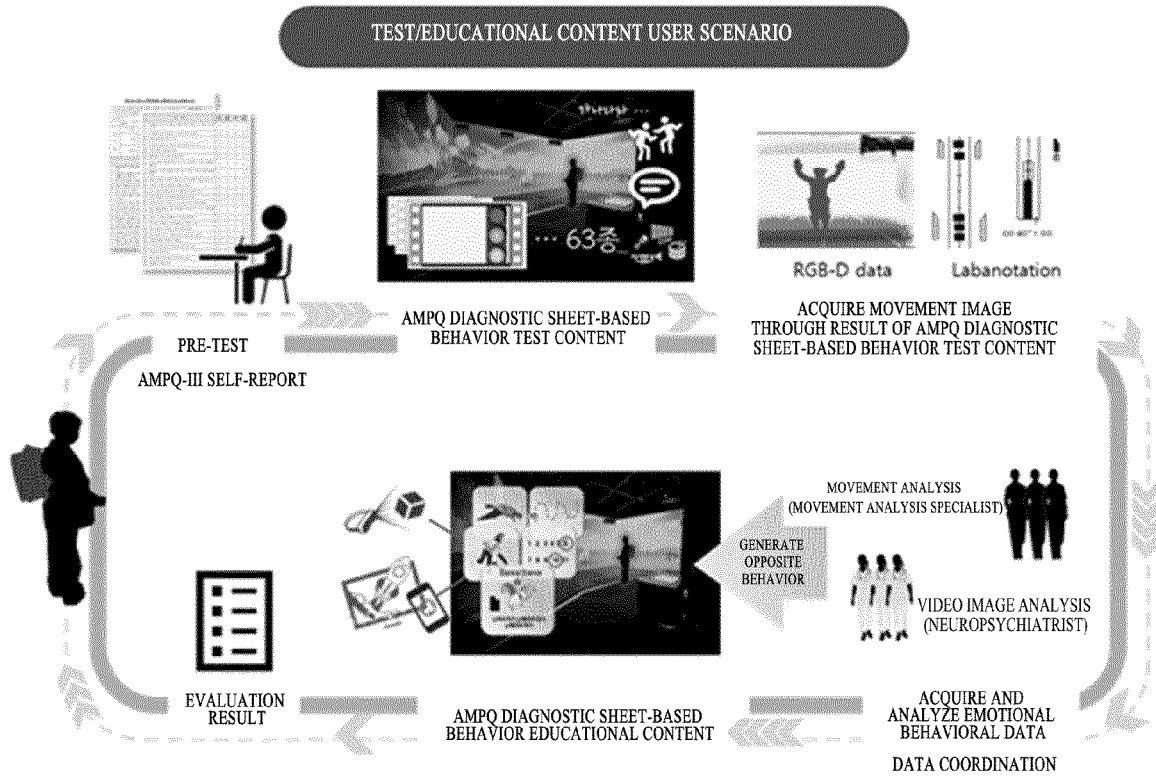 TEST/EDUCATIONAL CONTENT USER SCENARIO
63종
RGB-D data
Labanotation
PRE-TEST
AMPQ-III SELF-REPORT
AMPQ DIAGNOSTIC SHEET-BASED
BEHAVIOR TEST CONTENT
ACQUIRE MOVEMENT IMAGE
THROUGH RESULT OF AMPQ DIAGNOSTIC
SHEET-BASED BEHAVIOR TEST CONTENT
MOVEMENT ANALYSIS
(MOVEMENT ANALYSIS SPECIALIST)
GENERATE
OPPOSITE
BEHAVIOR
VIDEO IMAGE ANALYSIS
(NEUROPSYCHIATRIST)
EVALUATION
RESULT
AMPQ DIAGNOSTIC SHEET-BASED
BEHAVIOR EDUCATIONAL CONTENT
ACQUIRE AND
ANALYZE EMOTIONAL
BEHAVIORAL DATA
DATA COORDINATION